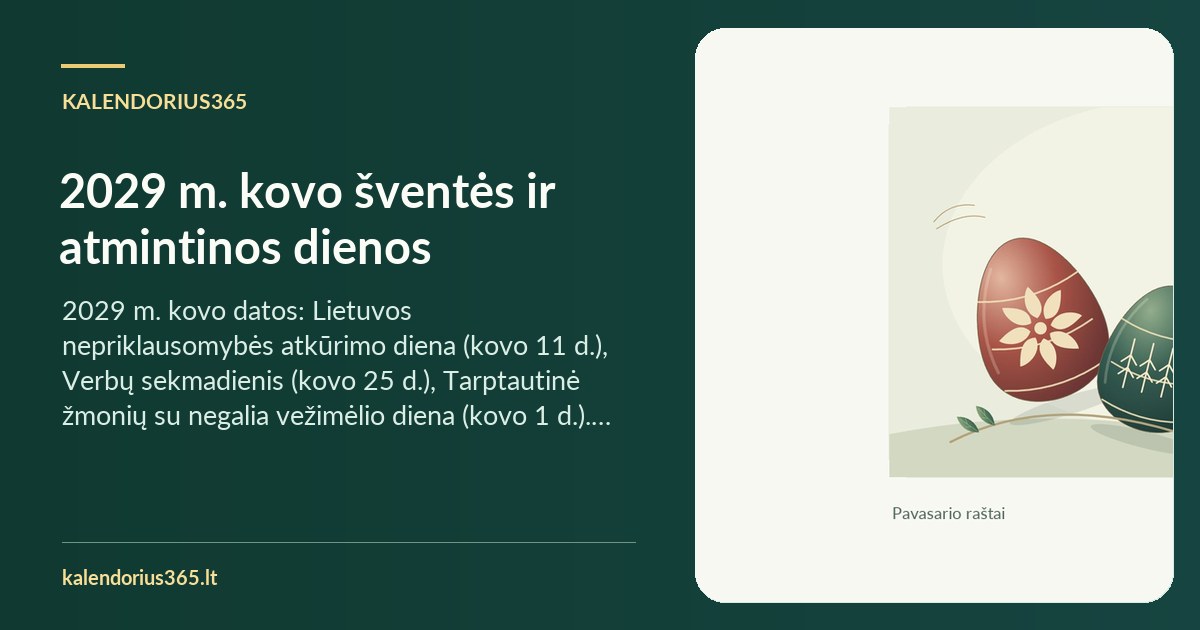 KALENDORIUS365
2029 m. kovo šventės ir
atmintinos dienos
2029 m. kovo datos: Lietuvos
nepriklausomybės atkūrimo diena (kovo 11 d.),
Verbų sekmadienis (kovo 25 d.), Tarptautinė
žmonių su negalia vežimėlio diena (kovo 1 d.).…
kalendorius365.lt
Pavasario raštai